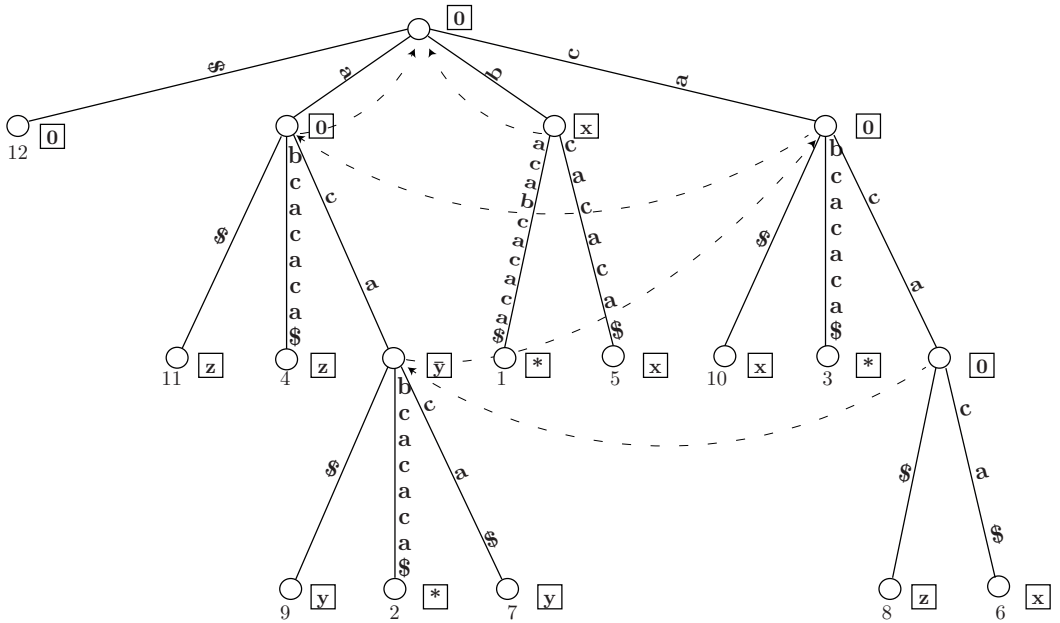 0
$ a b c a
0 0 x 0
12
$ b c a c a c a $ c a
a c a b c a c a c a $
c a c a c a $
$ b c a c a c a $ c a
z z ȳ * x x * 0
11 4 1 5 10 3
$ b c a c a c a $ c a $
$ c a $
y * y z x
9 2 7 8 6